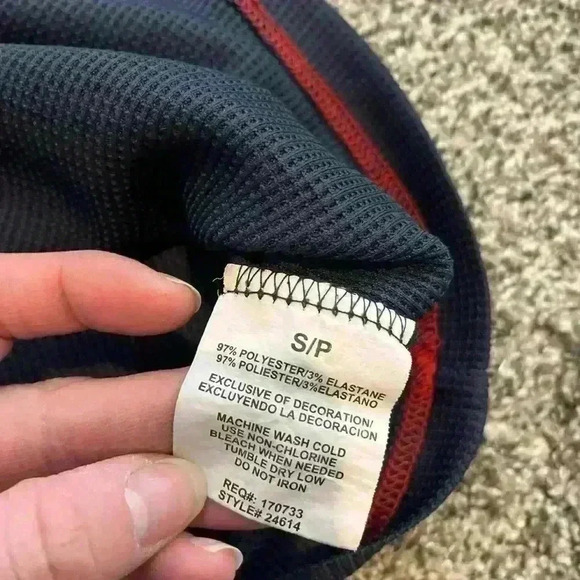 S/P
97% POLYESTER/3% ELASTANE
97% POLIESTER/3%ELASTANO
EXCLUSIVE OF DECORATION/
EXCLUYENDO LA DECORACION
MACHINE WASH COLD
USE NON-CHLORINE
BLEACH WHEN NEEDED
TUMBLE DRY LOW
DO NOT IRON
REQ#: 170733
STYLE# 24614